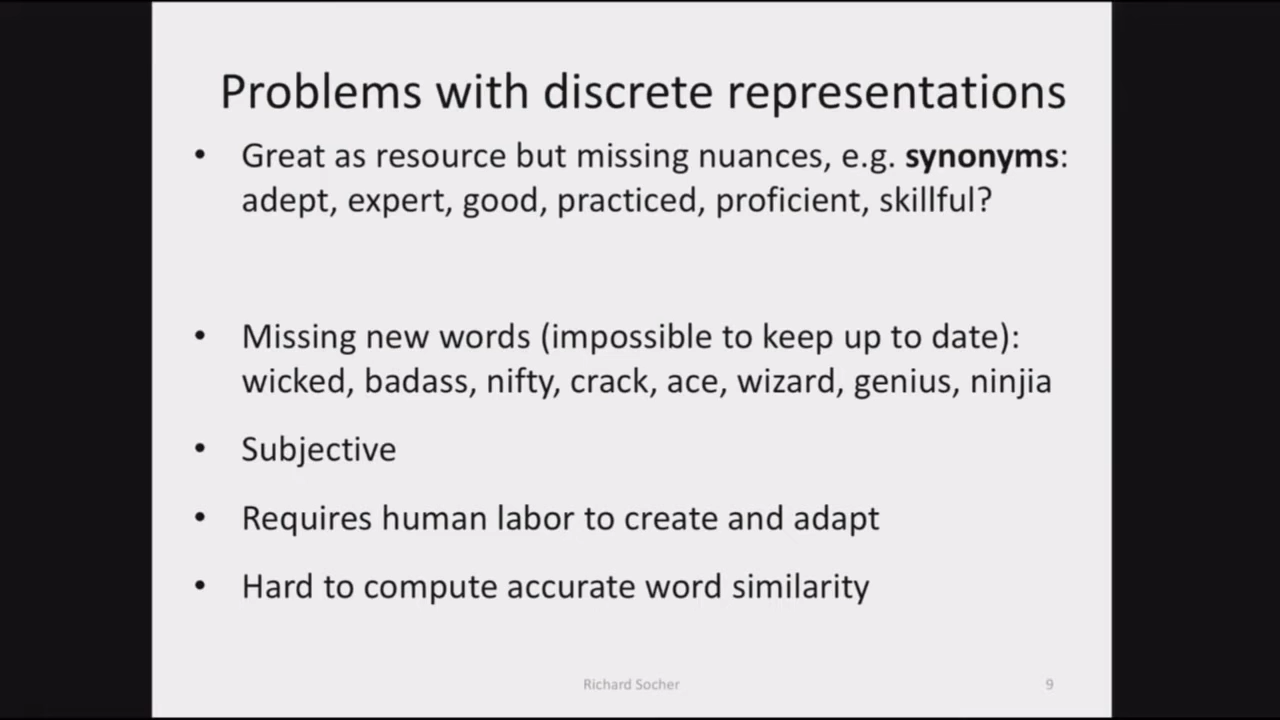 Problems with discrete representations
• Great as resource but missing nuances, e.g. synonyms:
adept, expert, good, practiced, proficient, skillful?
• Missing new words (impossible to keep up to date):
wicked, badass, nifty, crack, ace, wizard, genius, ninjia
• Subjective
• Requires human labor to create and adapt
• Hard to compute accurate word similarity
Richard Socher
9